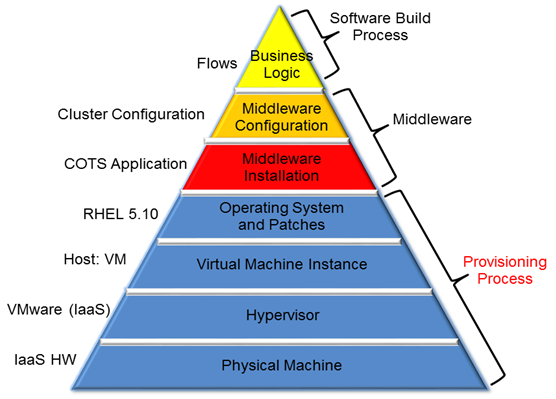 Software Build
Process
Flows
Business
Logic
Cluster Configuration
Middleware
Configuration
Middleware
COTS Application
Middleware
Installation
RHEL 5.10
Operating System
and Patches
Host: VM
Virtual Machine Instance
Provisioning
Process
VMware (IaaS)
Hypervisor
IaaS HW
Physical Machine